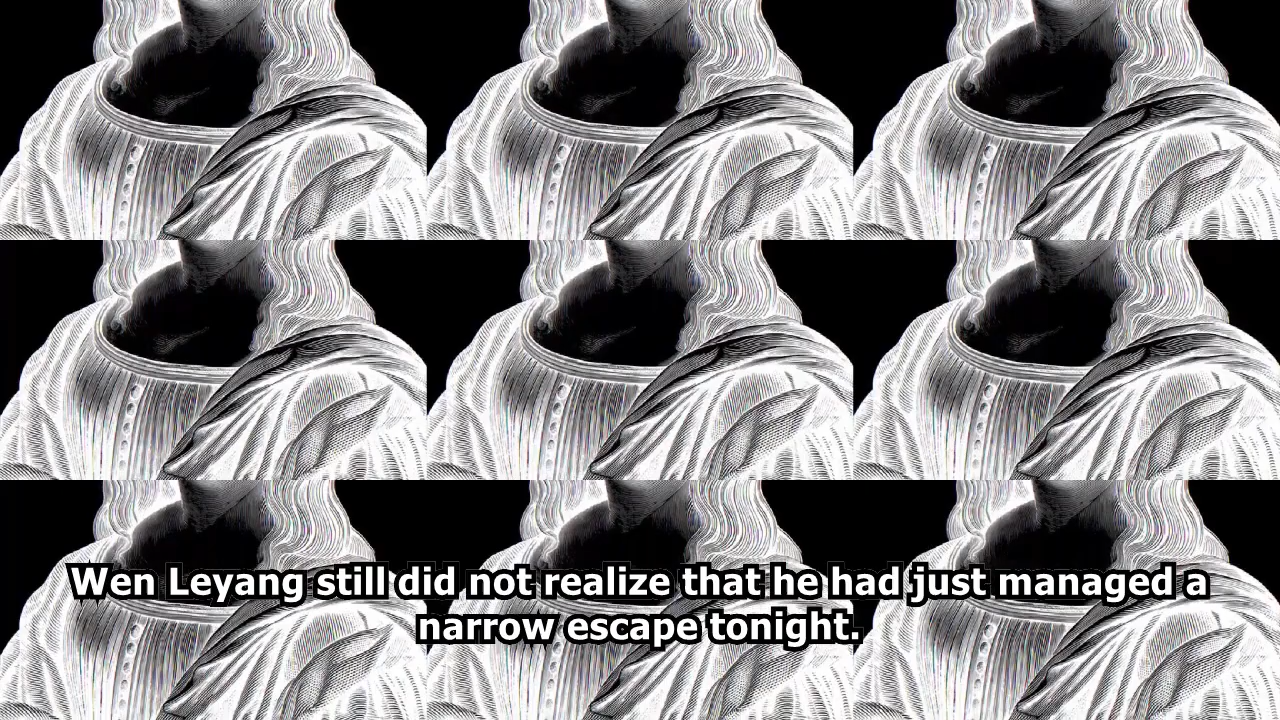 Wen Leyang still did not realize that he had just managed a
narrow escape tonight.